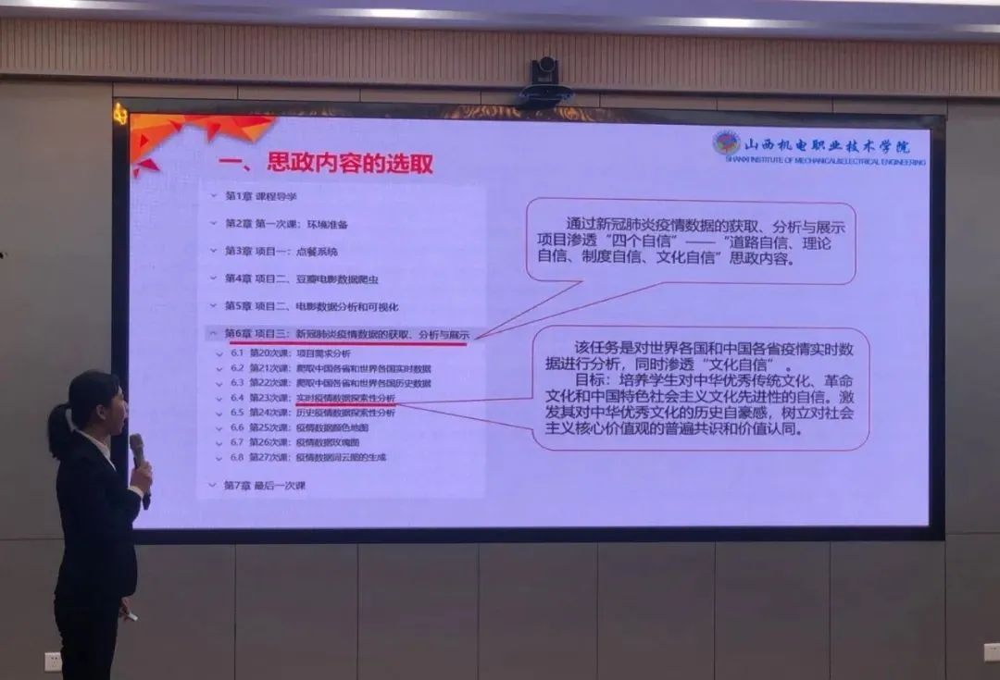 山西机电职业技术学院
SHANXI INSTITUTE OF MECHANICAL&ELECTRICAL ENGINEERING
一、思政内容的选取
第1章 课程导学
第2章 第一次课：环境准备
第3章 项目一：点餐系统
第4章 项目二、豆瓣电影数据爬虫
第5章 项目二、电影数据分析和可视化
第6章 项目三：新冠肺炎疫情数据的获取、分析与展示
6.1 第20次课：项目需求分析
6.2 第21次课：爬取中国各省和世界各国实时数据
6.3 第22次课：爬取中国各省和世界各国历史数据
6.4 第23次课：实时疫情数据探索性分析
6.5 第24次课：历史疫情数据探索性分析
6.6 第25次课：疫情数据颜色地图
6.7 第26次课：疫情数据玫瑰图
6.8 第27次课：疫情数据词云图的生成
第7章 最后一次课
通过新冠肺炎疫情数据的获取、分析与展示
项目渗透“四个自信”——“道路自信、理论
自信、制度自信、文化自信”思政内容。
该任务是对世界各国和中国各省疫情实时数
据进行分析，同时渗透“文化自信”。
目标：培养学生对中华优秀传统文化、革命
文化和中国特色社会主义文化先进性的自信。激
发其对中华优秀文化的历史自豪感，树立对社会
主义核心价值观的普遍共识和价值认同。